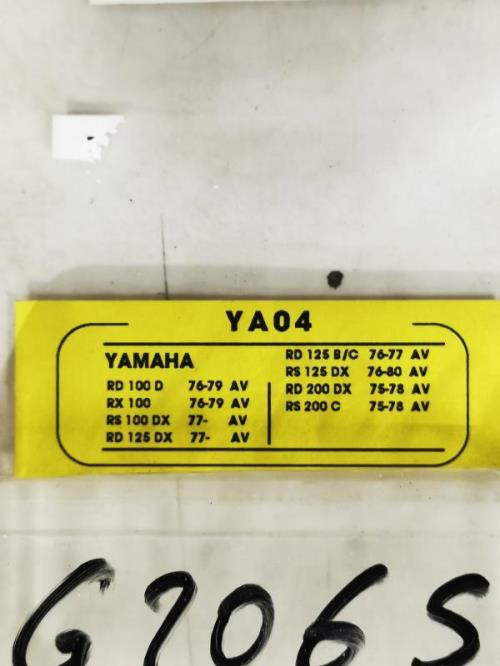 YA04
YAMAHA
RD 100 D 76-79 AV
RX 100 76-79 AV
RS 100 DX 77- AV
RD 125 DX 77- AV
RD 125 B/C 76-77 AV
RS 125 DX 76-80 AV
RD 200 DX 75-78 AV
RS 200 C 75-78 AV
G7065